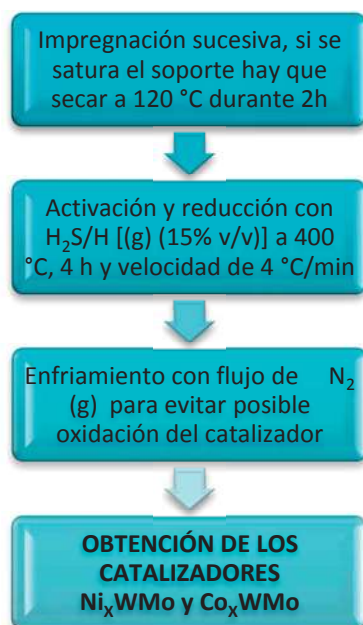 Impregnación sucesiva, si se
satura el soporte hay que
secar a 120 °C durante 2h
Activación y reducción con
H₂S/H [(g) (15% v/v)] a 400
°C, 4 h y velocidad de 4 °C/min
Enfriamiento con flujo de N₂
(g) para evitar posible
oxidación del catalizador
OBTENCIÓN DE LOS
CATALIZADORES
NiₓWMo y CoₓWMo